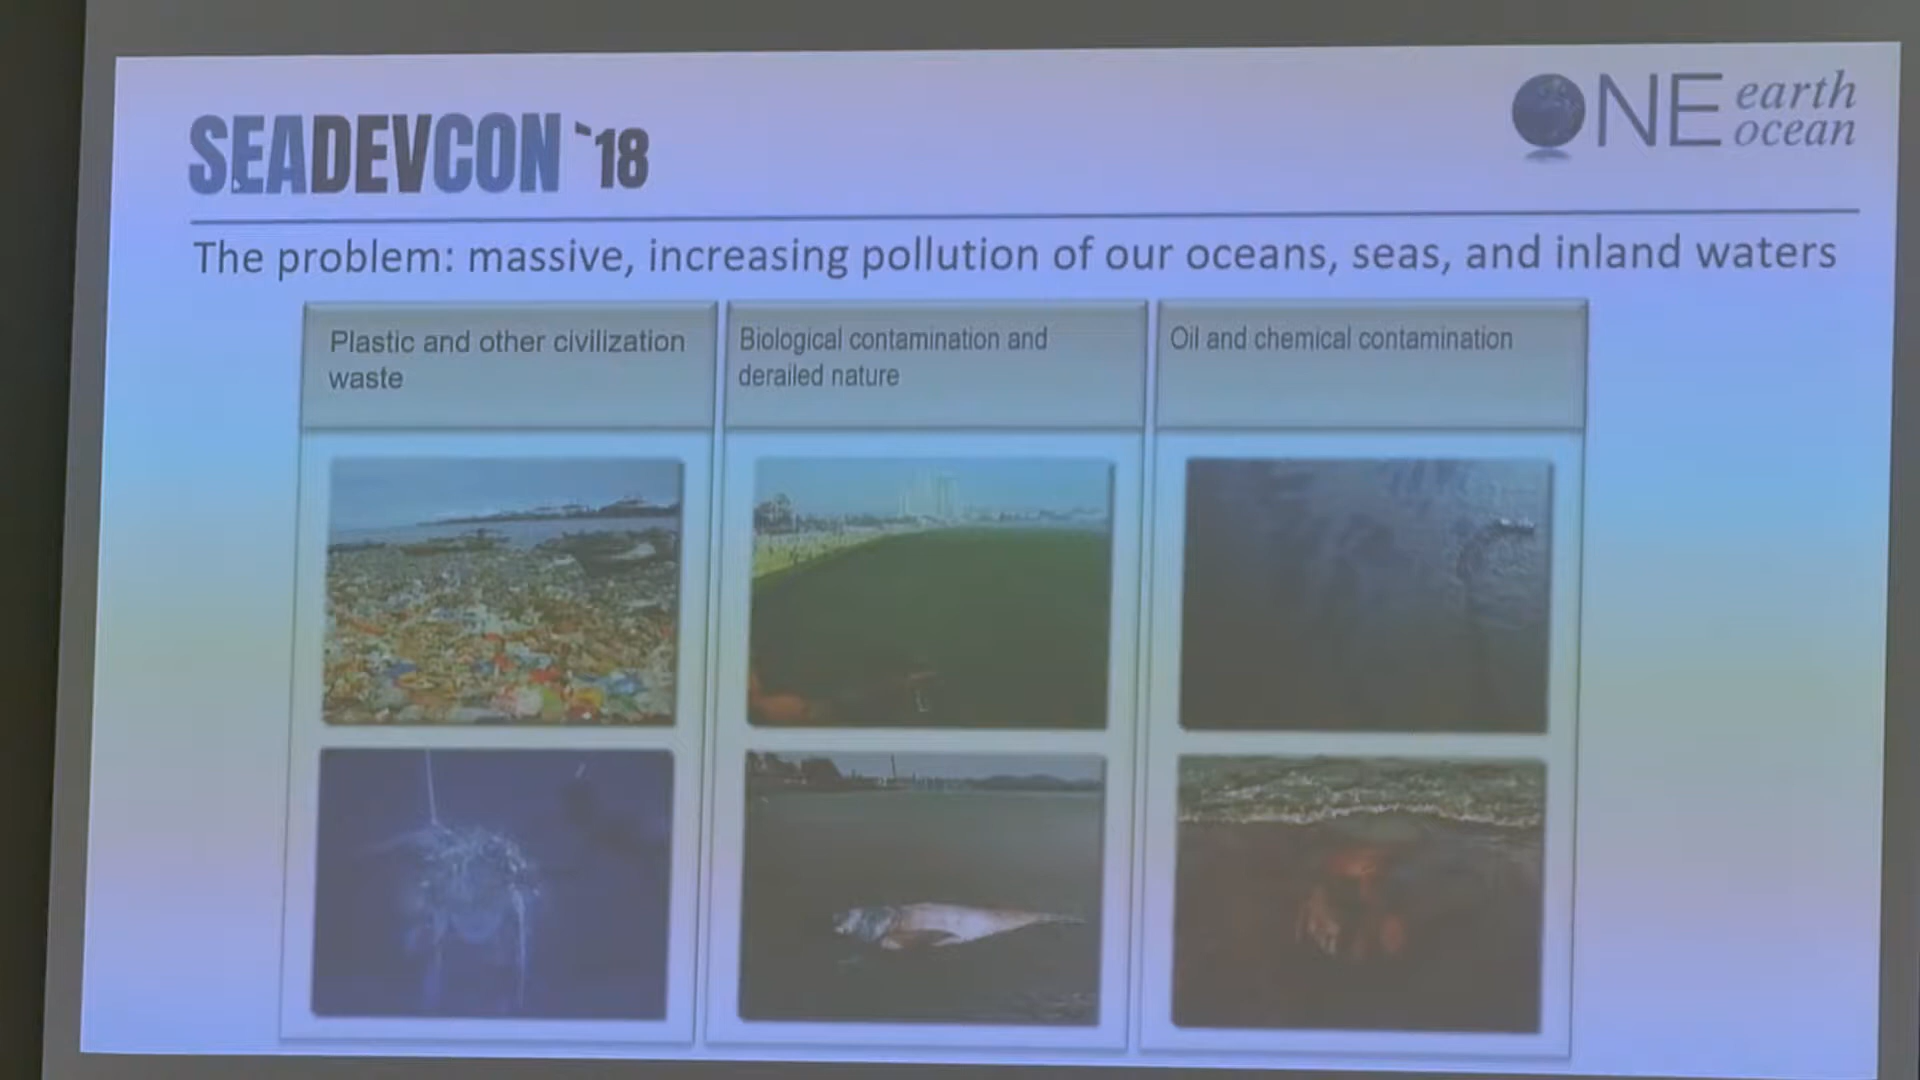 SEADEVCON `18
ONE earth ocean
The problem: massive, increasing pollution of our oceans, seas, and inland waters
Plastic and other civilization
waste
Biological contamination and
derailed nature
Oil and chemical contamination